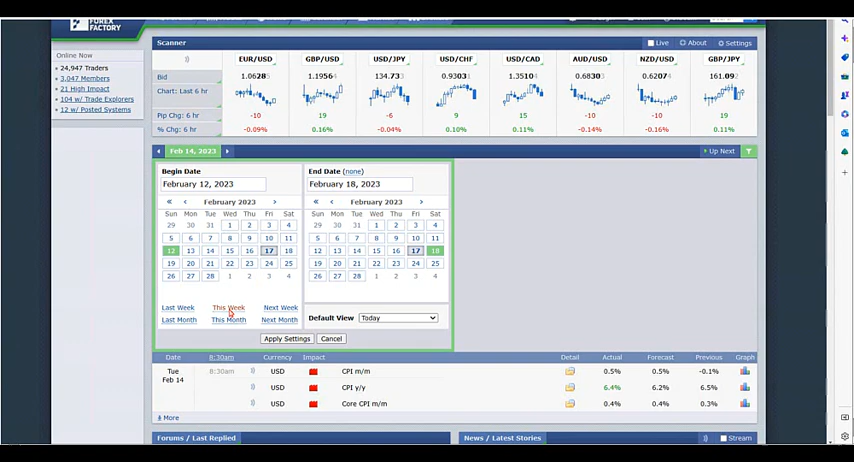 FOREX
FACTORY
Scanner
Live
About
Settings
Online Now
24,947 Traders
3,047 Members
21 High Impact
104 w/ Trade Explorers
12 w/ Posted Systems
EUR/USD GBP/USD USD/JPY USD/CHF USD/CAD AUD/USD NZD/USD GBP/JPY
Bid 1.06285 1.19564 134.733 0.93031 1.35104 0.68303 0.62074 161.092
Chart: Last 6 hr
Pip Chg: 6 hr -10 19 -6 9 15 -10 -10 19
% Chg: 6 hr -0.09% 0.16% -0.04% 0.10% 0.11% -0.14% -0.16% 0.11%
Feb 14, 2023
Up Next
Begin Date
February 12, 2023
« ‹ February 2023 ›
Sun Mon Tue Wed Thu Fri Sat
29 30 31 1 2 3 4
5 6 7 8 9 10 11
12 13 14 15 16 17 18
19 20 21 22 23 24 25
26 27 28 1 2 3 4
Last Week This Week Next Week
Last Month This Month Next Month
End Date (none)
February 18, 2023
« ‹ February 2023 ›
Sun Mon Tue Wed Thu Fri Sat
29 30 31 1 2 3 4
5 6 7 8 9 10 11
12 13 14 15 16 17 18
19 20 21 22 23 24 25
26 27 28 1 2 3 4
Default View Today
Apply Settings Cancel
Date 8:30am Currency Impact Detail Actual Forecast Previous Graph
Tue 8:30am USD CPI m/m 0.5% 0.5% -0.1%
Feb 14
USD CPI y/y 6.4% 6.2% 6.5%
USD Core CPI m/m 0.4% 0.4% 0.3%
More
Forums / Last Replied
News / Latest Stories
Stream